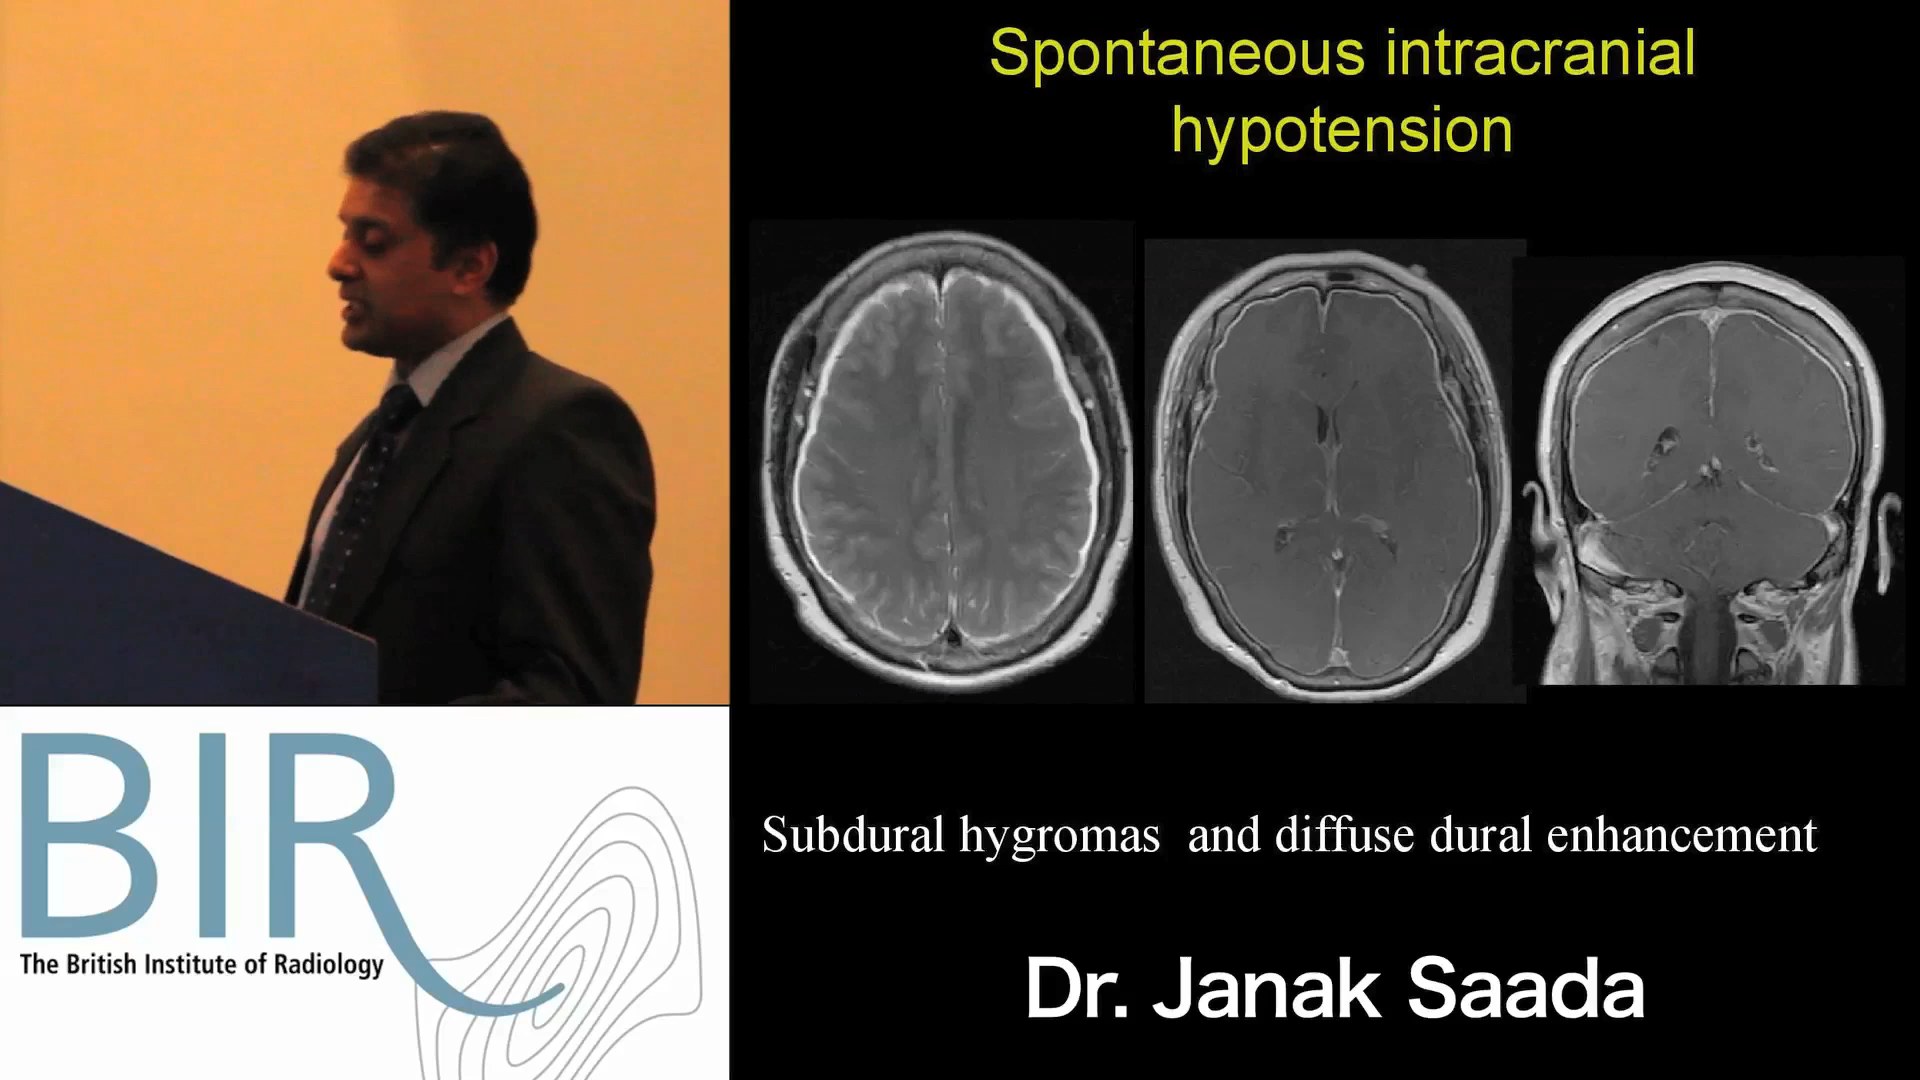 Spontaneous intracranial
hypotension
Subdural hygromas and diffuse dural enhancement
Dr. Janak Saada
BIR
The British Institute of Radiology